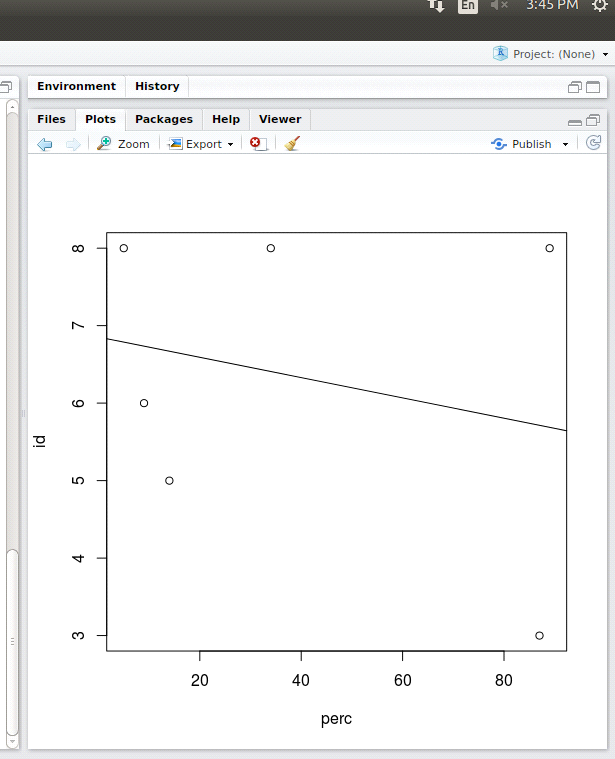 En 3:45 PM
R Project: (None)
Environment History
Files Plots Packages Help Viewer
Zoom Export Publish
8
7
6
5
4
3
id
20 40 60 80
perc